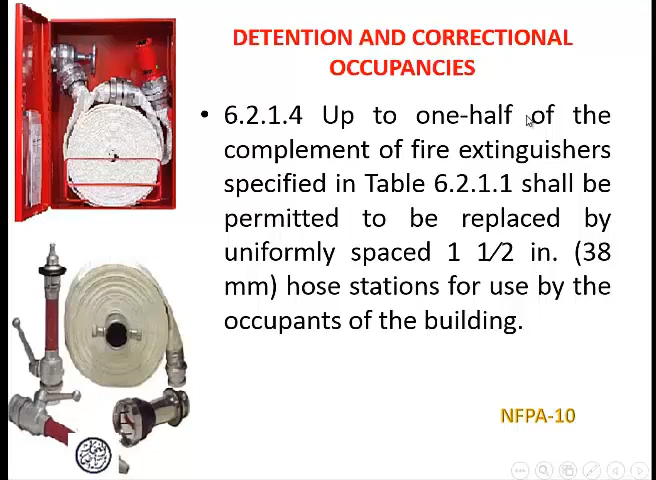 DETENTION AND CORRECTIONAL
OCCUPANCIES
• 6.2.1.4 Up to one-half of the
complement of fire extinguishers
specified in Table 6.2.1.1 shall be
permitted to be replaced by
uniformly spaced 1 1⁄2 in. (38
mm) hose stations for use by the
occupants of the building.
NFPA-10